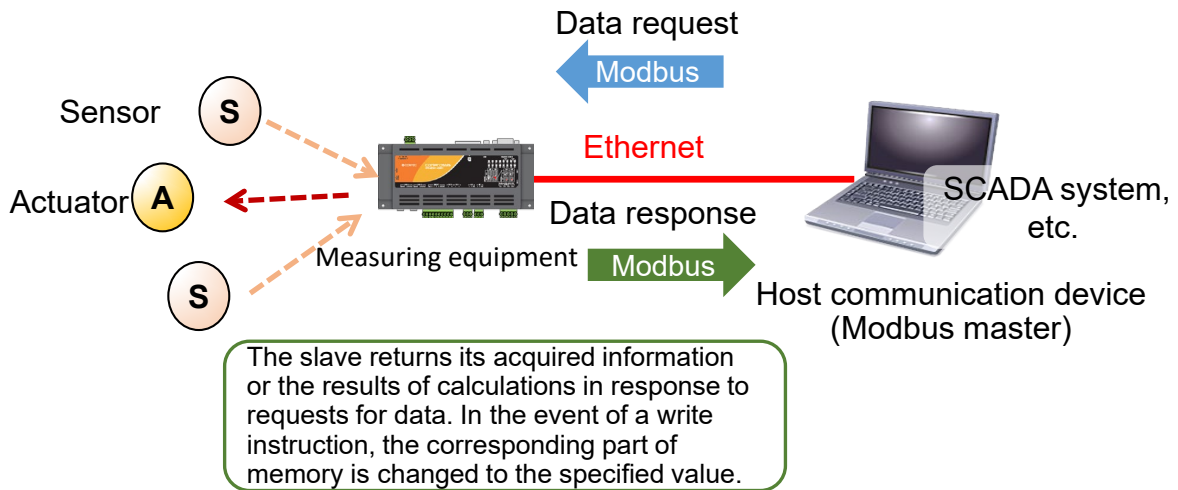 Data request
Modbus
Sensor
S
Ethernet
Actuator
A
SCADA system,
etc.
Data response
Measuring equipment
Modbus
S
Host communication device
(Modbus master)
The slave returns its acquired information
or the results of calculations in response to
requests for data. In the event of a write
instruction, the corresponding part of
memory is changed to the specified value.